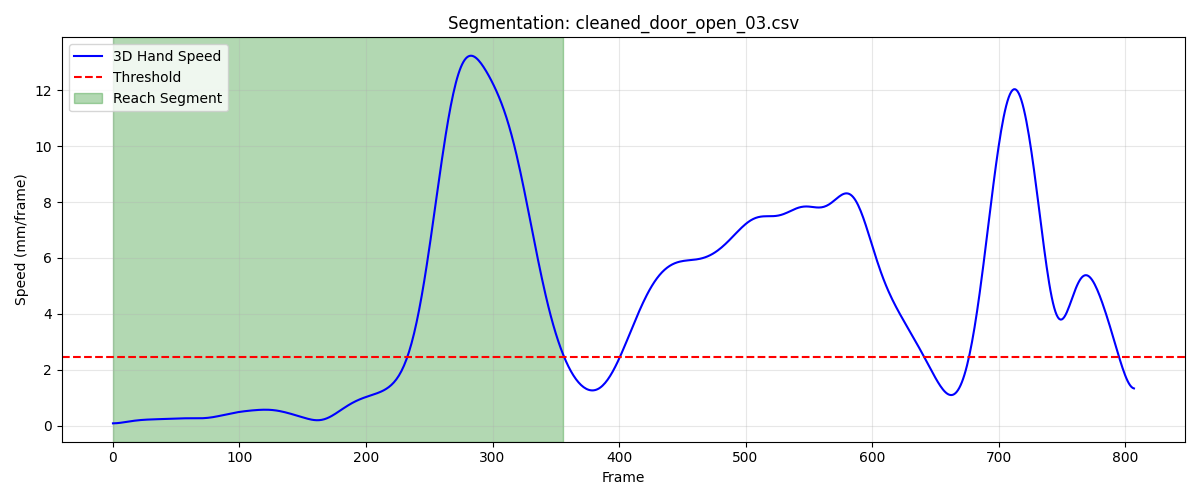 Segmentation: cleaned_door_open_03.csv
3D Hand Speed
Threshold
Reach Segment
Speed (mm/frame)
12
10
8
6
4
2
0
0 100 200 300 400 500 600 700 800
Frame